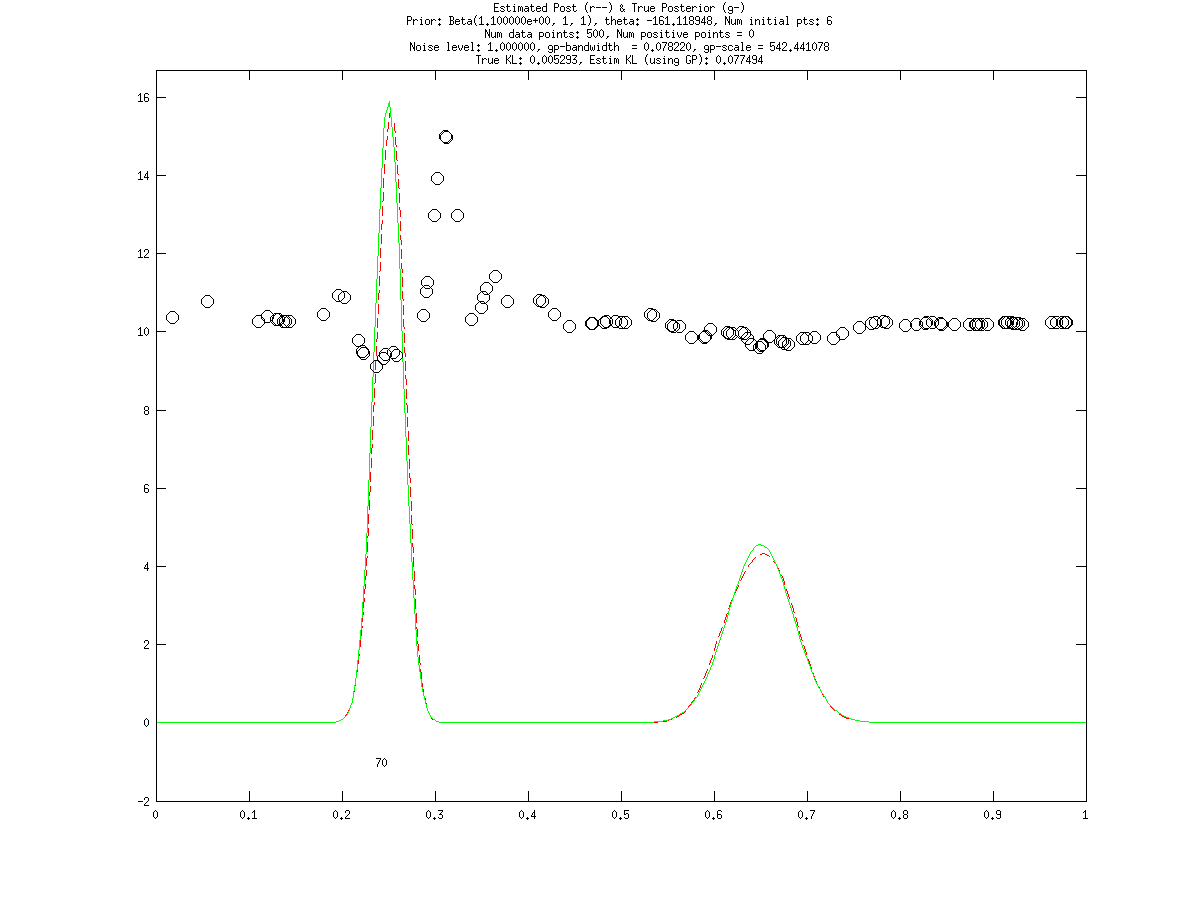 Estimated Post (r--) & True Posterior (g-)
Prior: Beta(1.100000e+00, 1, 1), theta: -161.118948, Num initial pts: 6
Num data points: 500, Num positive points = 0
Noise level: 1.000000, gp-bandwidth  = 0.078220, gp-scale = 542.441078
True KL: 0.005293, Estim KL (using GP): 0.077494
16
14
12
10
8
6
4
2
0
70
-2
0 0.1 0.2 0.3 0.4 0.5 0.6 0.7 0.8 0.9 1